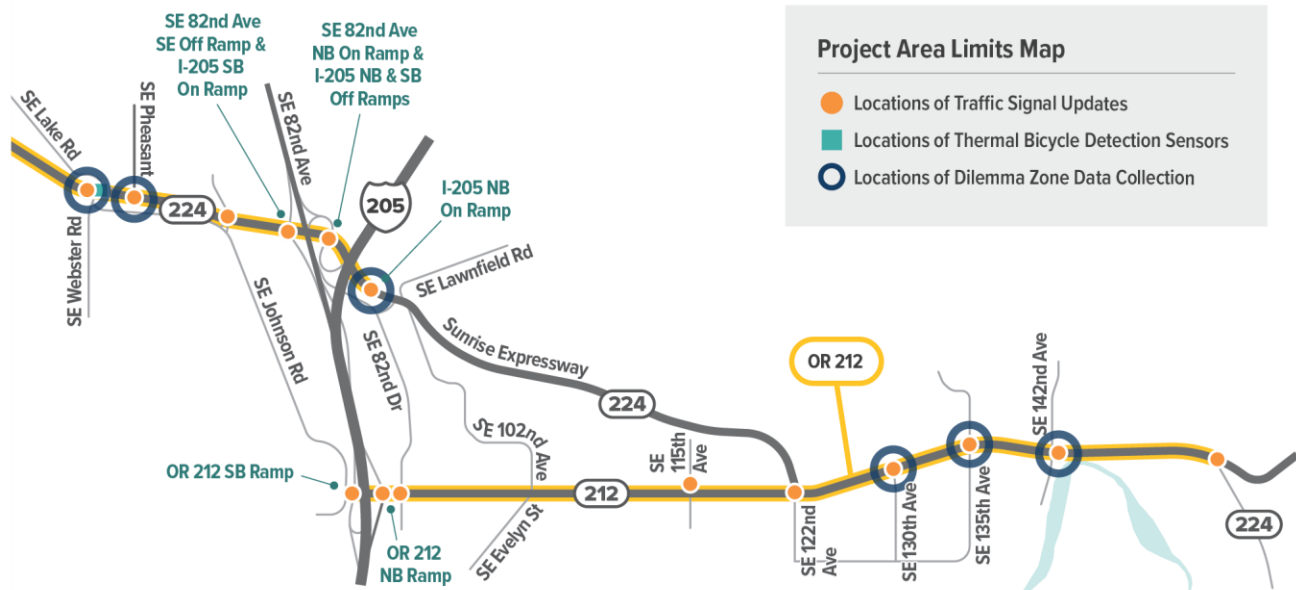 SE 82nd Ave
SE Off Ramp &
I-205 SB
On Ramp
SE 82nd Ave
NB On Ramp &
I-205 NB & SB
Off Ramps
Project Area Limits Map
Locations of Traffic Signal Updates
Locations of Thermal Bicycle Detection Sensors
Locations of Dilemma Zone Data Collection
SE Lake Rd
SE Pheasant
SE 82nd Ave
I-205 NB
On Ramp
205
224
SE Webster Rd
SE Johnson Rd
SE 82nd Dr
SE Lawnfield Rd
Sunrise Expressway
224
OR 212
SE 142nd Ave
SE 102nd Ave
SE
115th
Ave
OR 212 SB Ramp
212
SE Evelyn St
OR 212
NB Ramp
SE 122nd
Ave
SE 130th Ave
SE 135th Ave
224